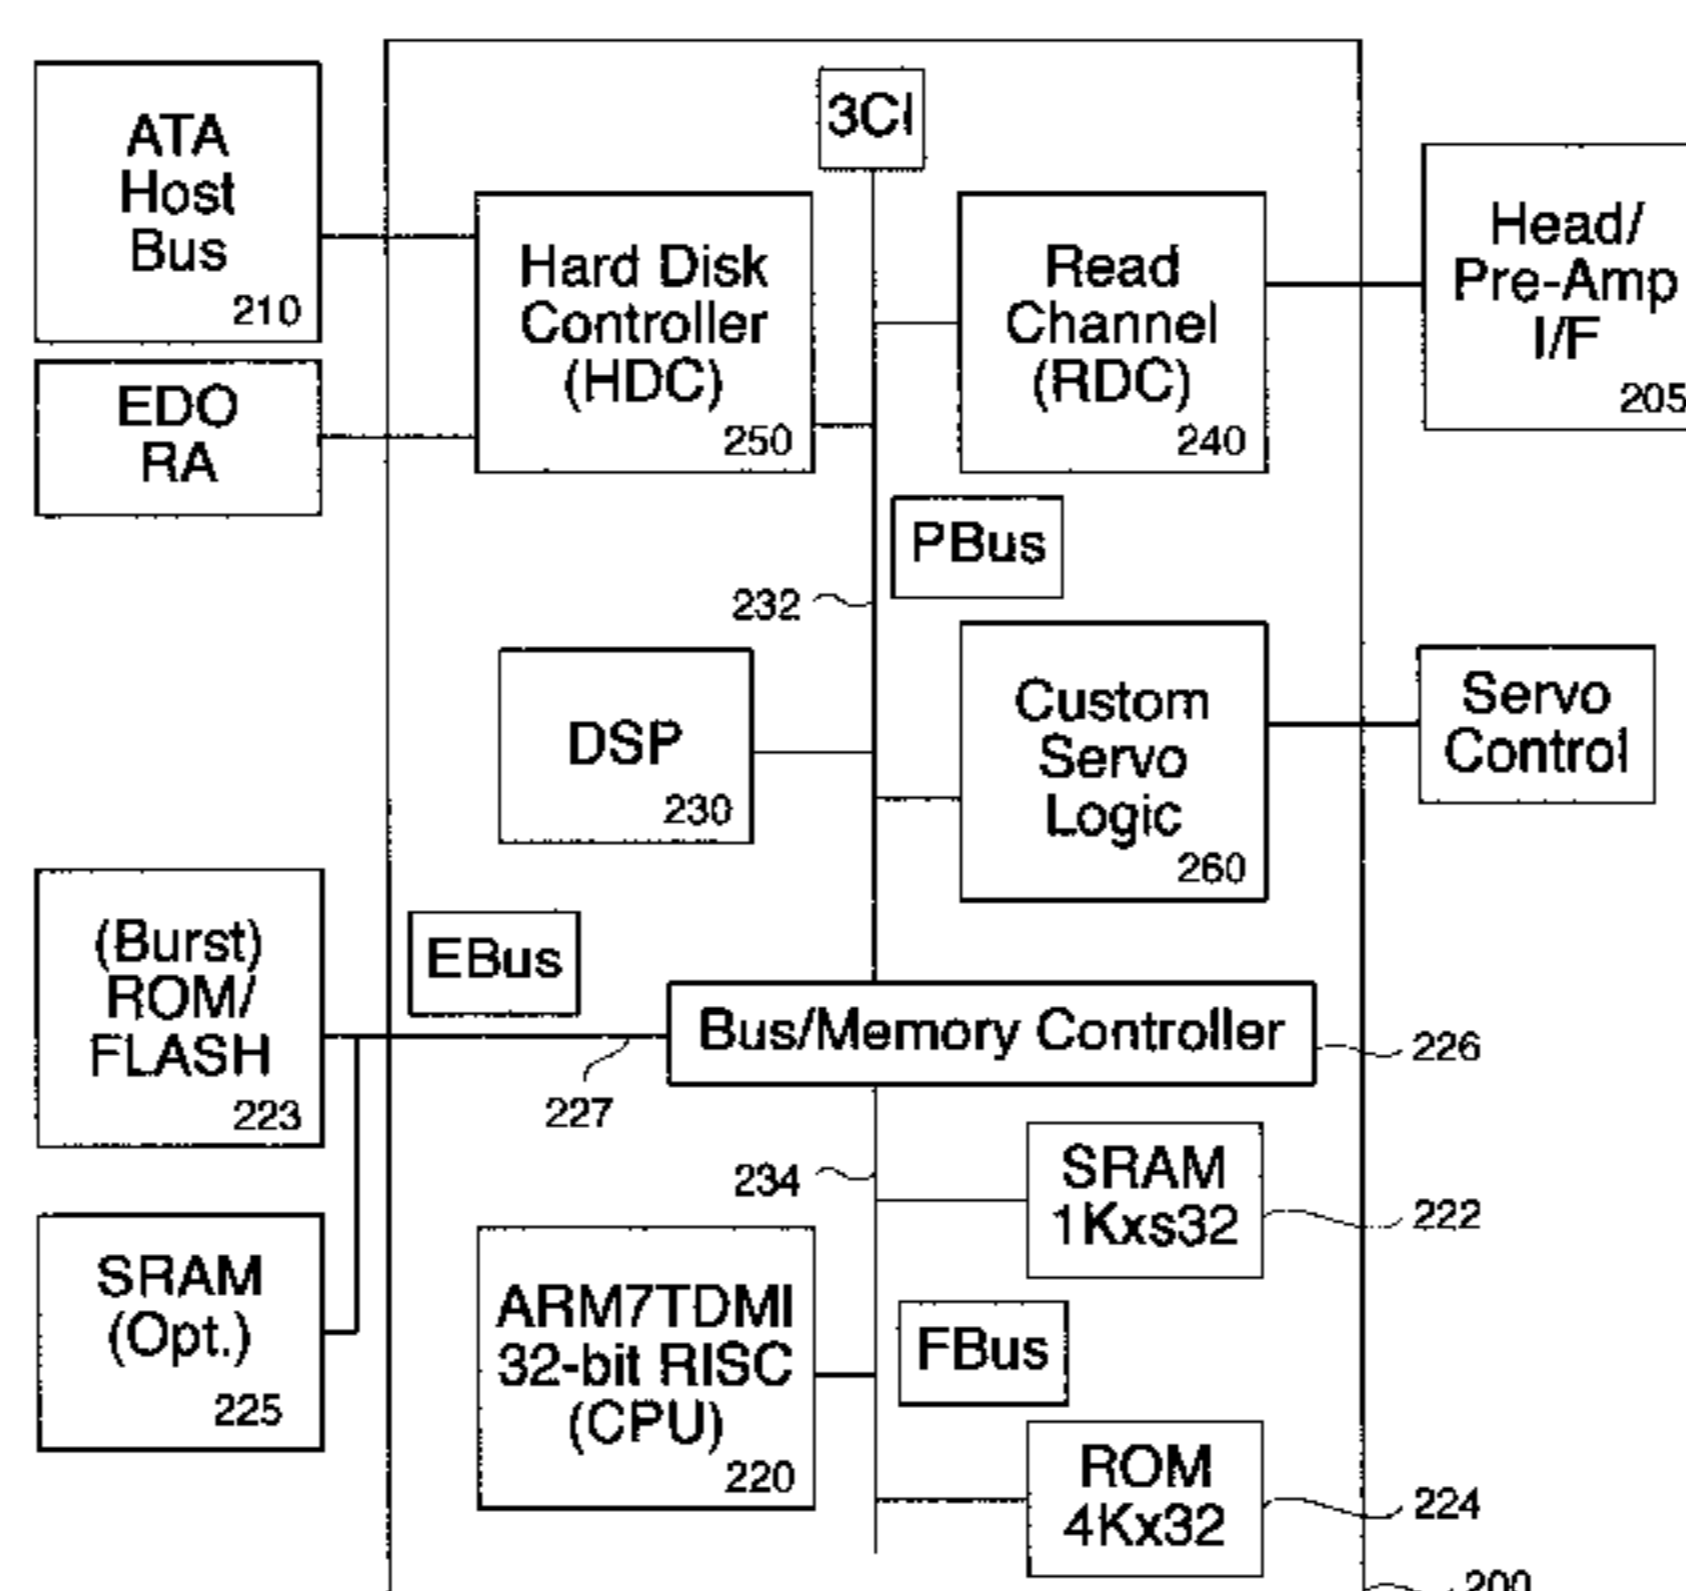 3CI
ATA
Host
Bus
210
EDO
RA
Hard Disk
Controller
(HDC)
250
Read
Channel
(RDC)
240
Head/
Pre-Amp
I/F
205
PBus
232
DSP
230
Custom
Servo
Logic
260
Servo
Control
(Burst)
ROM/
FLASH
223
EBus
Bus/Memory Controller
226
227
234
SRAM
1Kxs32
222
SRAM
(Opt.)
225
ARM7TDMI
32-bit RISC
(CPU)
220
FBus
ROM
4Kx32
224
200